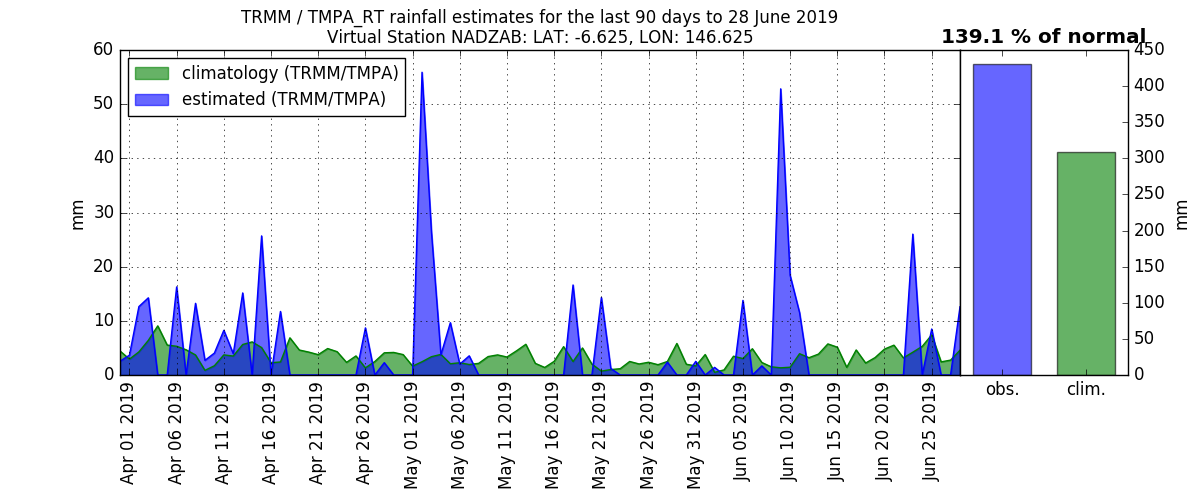 TRMM / TMPA_RT rainfall estimates for the last 90 days to 28 June 2019
Virtual Station NADZAB: LAT: -6.625, LON: 146.625
139.1 % of normal
climatology (TRMM/TMPA)
estimated (TRMM/TMPA)
mm
60
50
40
30
20
10
0
Apr 01 2019
Apr 06 2019
Apr 11 2019
Apr 16 2019
Apr 21 2019
Apr 26 2019
May 01 2019
May 06 2019
May 11 2019
May 16 2019
May 21 2019
May 26 2019
May 31 2019
Jun 05 2019
Jun 10 2019
Jun 15 2019
Jun 20 2019
Jun 25 2019
obs.
clim.
450
400
350
300
250
200
150
100
50
0
mm